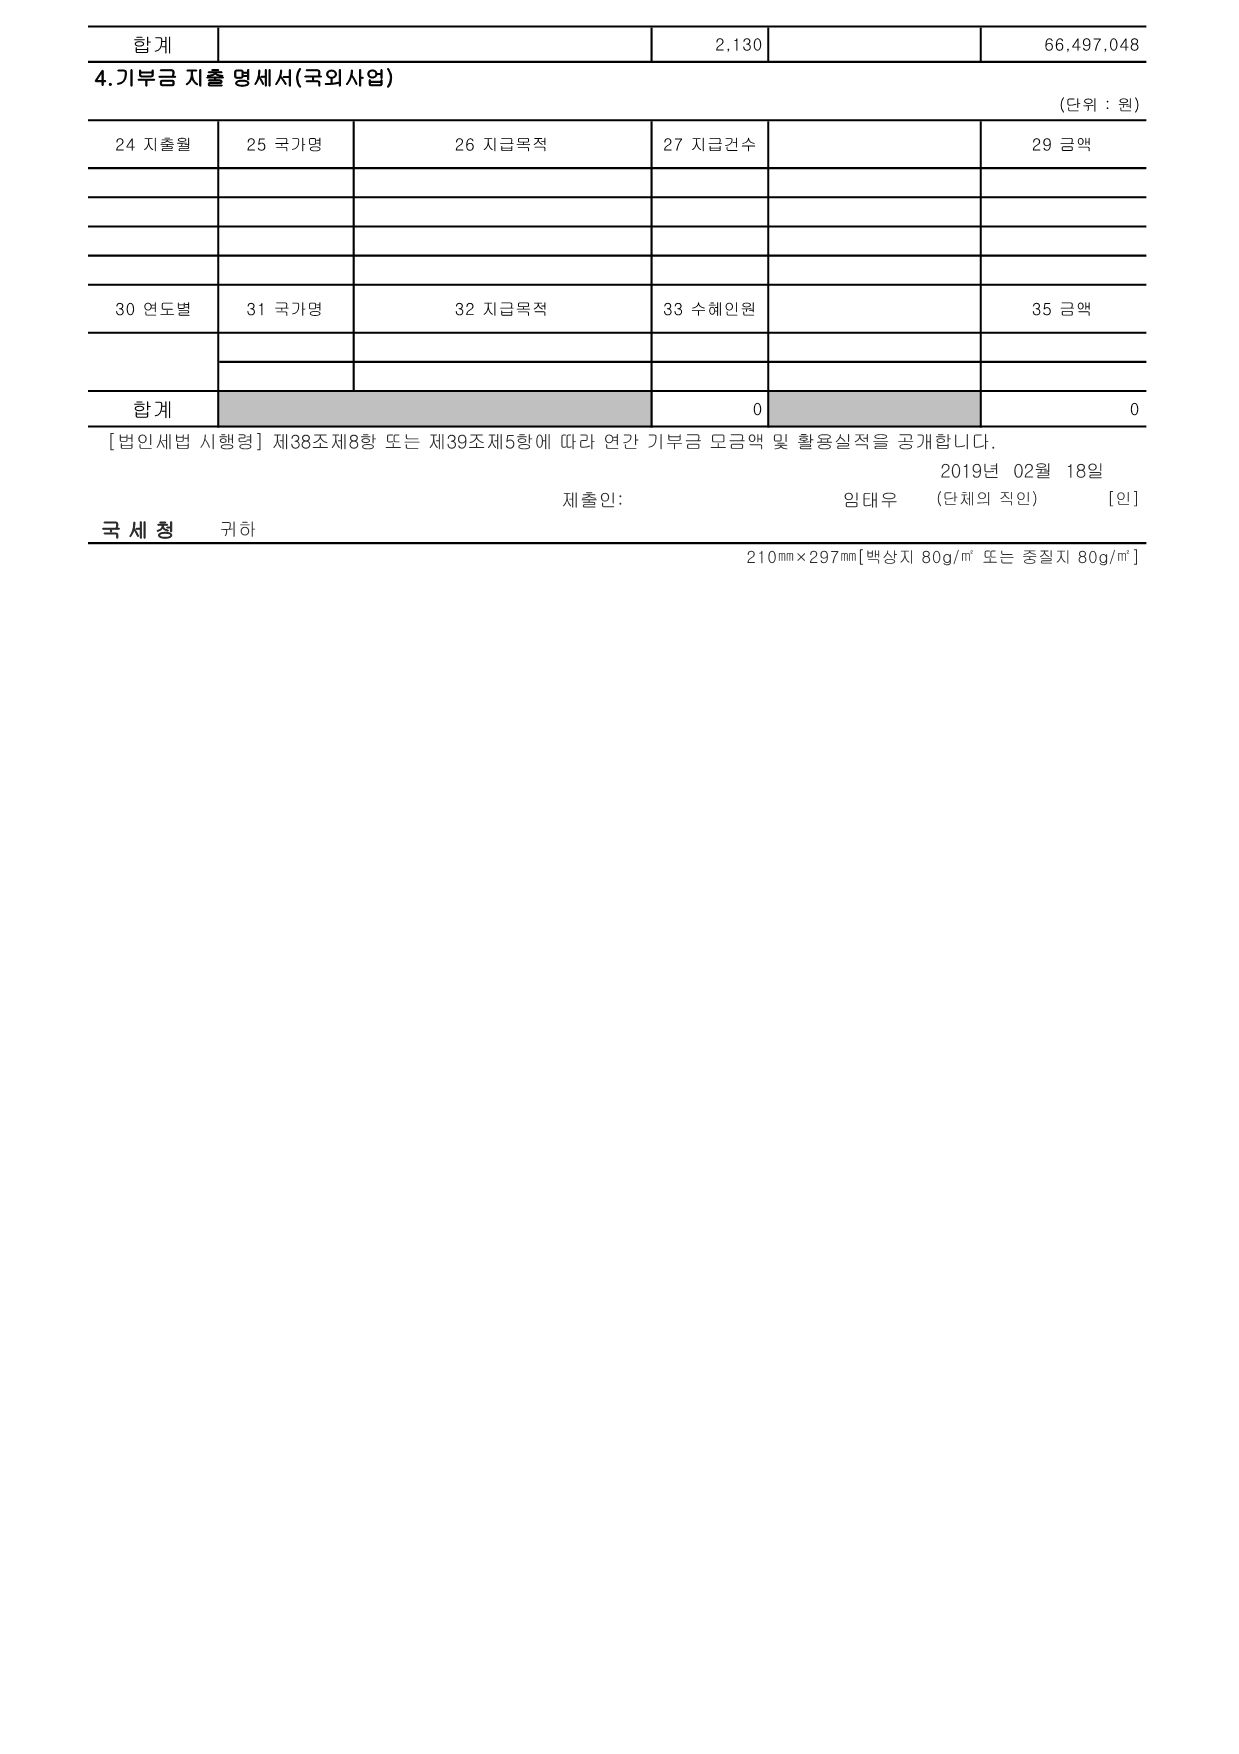 합계 2,130 66,497,048
4.기부금 지출 명세서(국외사업)
(단위 : 원)
24 지출월 25 국가명 26 지급목적 27 지급건수 29 금액
30 연도별 31 국가명 32 지급목적 33 수혜인원 35 금액
합계 0 0
[법인세법 시행령] 제38조제8항 또는 제39조제5항에 따라 연간 기부금 모금액 및 활용실적을 공개합니다.
2019년 02월 18일
제출인: 임태우 (단체의 직인) [인]
국 세 청 귀하
210㎜×297㎜[백상지 80g/㎡ 또는 중질지 80g/㎡]